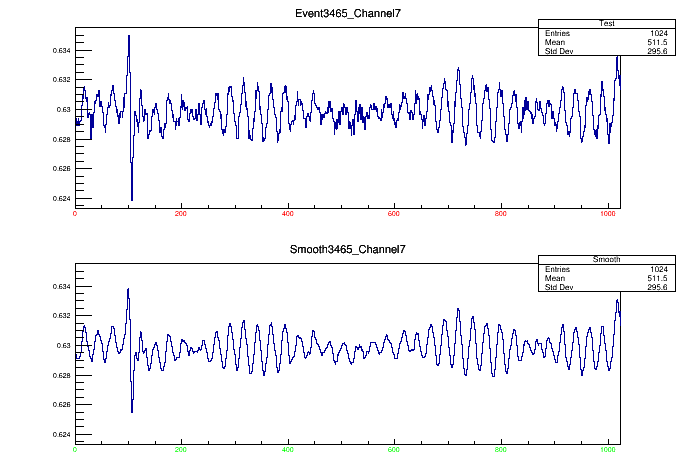 Event3465_Channel7
Test
Entries 1024
Mean 511.5
Std Dev 295.6
0.634
0.632
0.63
0.628
0.626
0.624
0 200 400 600 800 1000
Smooth3465_Channel7
Smooth
Entries 1024
Mean 511.5
Std Dev 295.6
0.634
0.632
0.63
0.628
0.626
0.624
0 200 400 600 800 1000